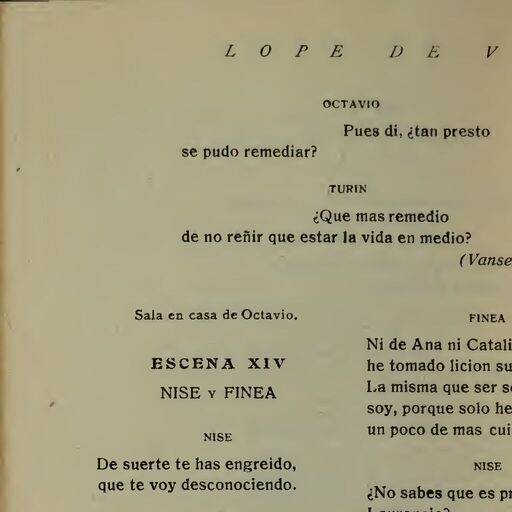 LOPE DE V
OCTAVIO
Pues di, ¿tan presto
se pudo remediar?
TURIN
¿Que mas remedio
de no reñir que estar la vida en medio?
(Vanse
Sala en casa de Octavio.
ESCENA XIV
NISE Y FINEA
NISE
De suerte te has engreido,
que te voy desconociendo.
FINEA
Ni de Ana ni Catali
he tomado licion su
La misma que ser s
soy, porque solo he
un poco de mas cui
NISE
¿No sabes que es pr